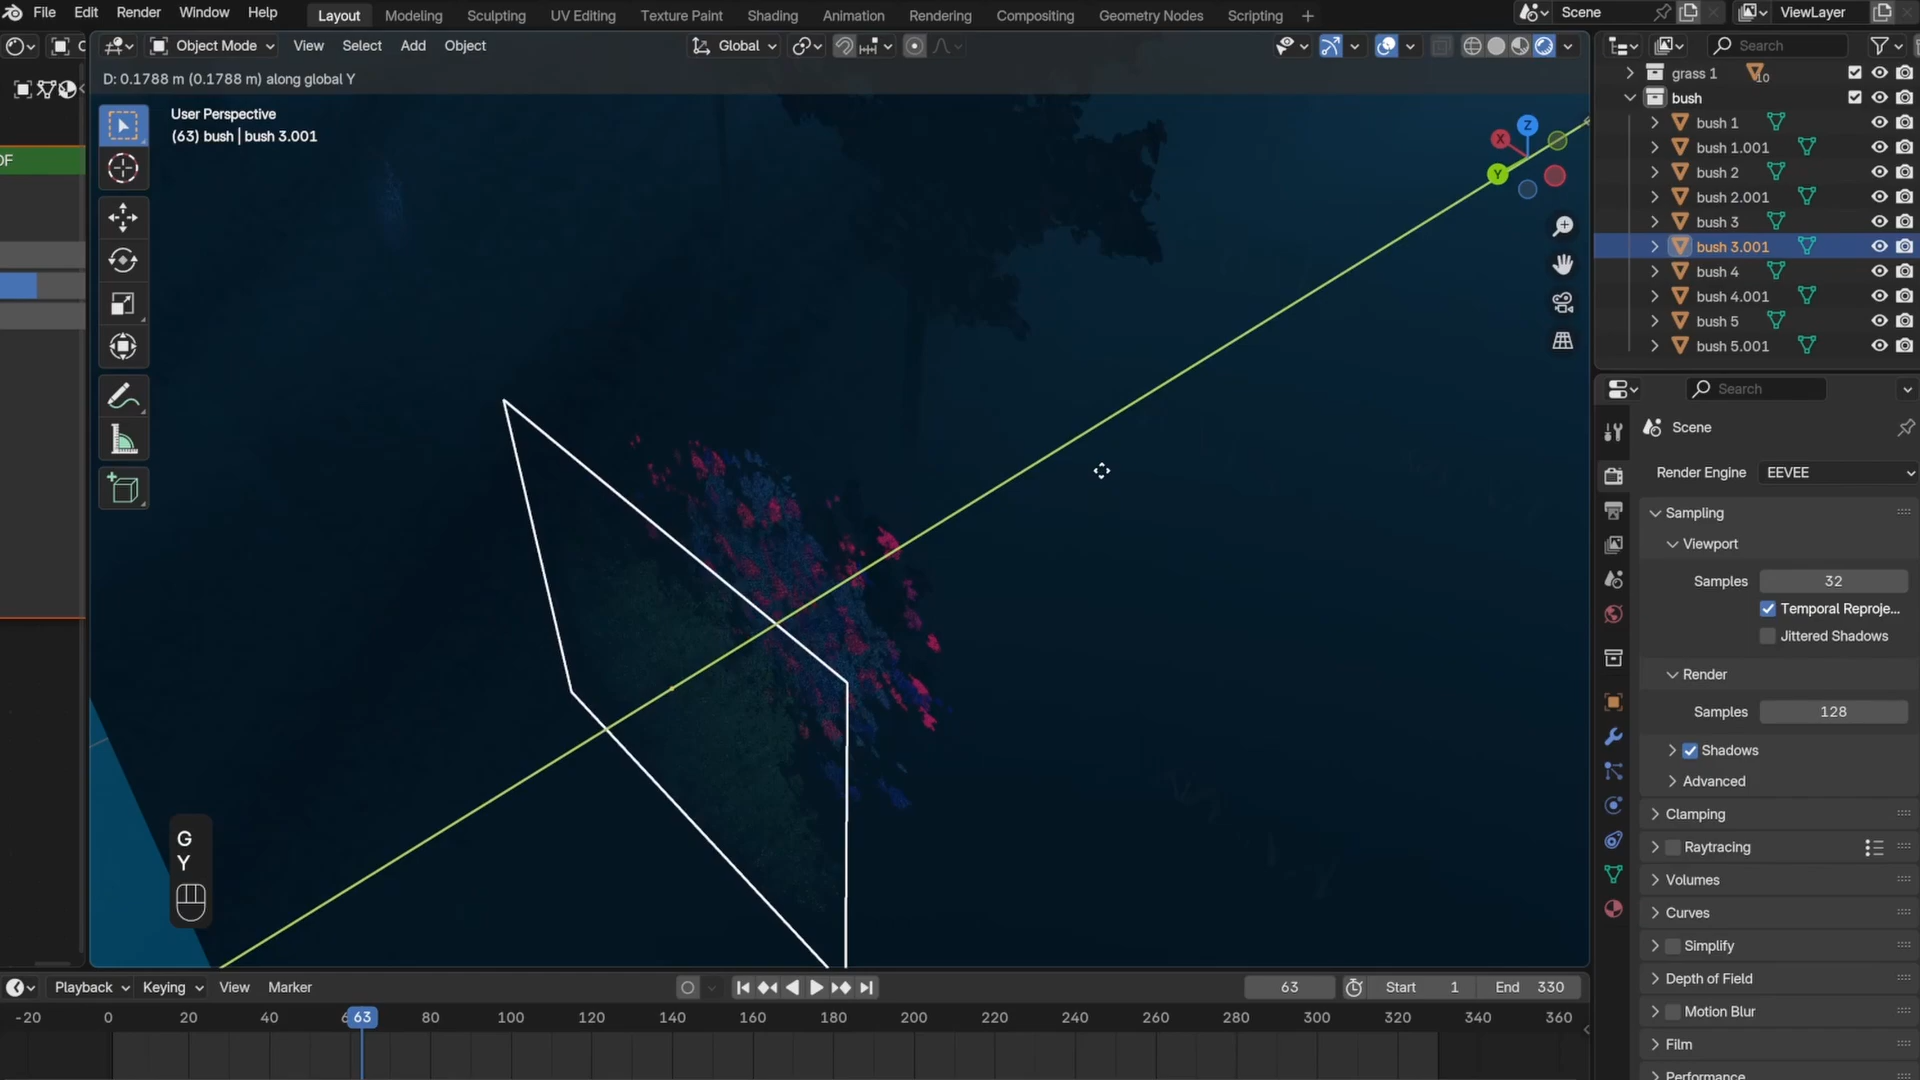 File Edit Render Window Help Layout Modeling Sculpting UV Editing Texture Paint Shading Animation Rendering Compositing Geometry Nodes Scripting + Scene ViewLayer
Object Mode View Select Add Object Global Search
D: 0.1788 m (0.1788 m) along global Y
User Perspective
(63) bush | bush 3.001
OF
X
Y
Z
G
Y
grass 1 10
bush
bush 1
bush 1.001
bush 2
bush 2.001
bush 3
bush 3.001
bush 4
bush 4.001
bush 5
bush 5.001
Search
Scene
Render Engine EEVEE
Sampling
Viewport
Samples 32
Temporal Reproje...
Jittered Shadows
Render
Samples 128
Shadows
Advanced
Clamping
Raytracing
Volumes
Curves
Simplify
Depth of Field
Motion Blur
Film
Performance
Playback Keying View Marker 63 Start 1 End 330
-20 0 20 40 63 80 100 120 140 160 180 200 220 240 260 280 300 320 340 360